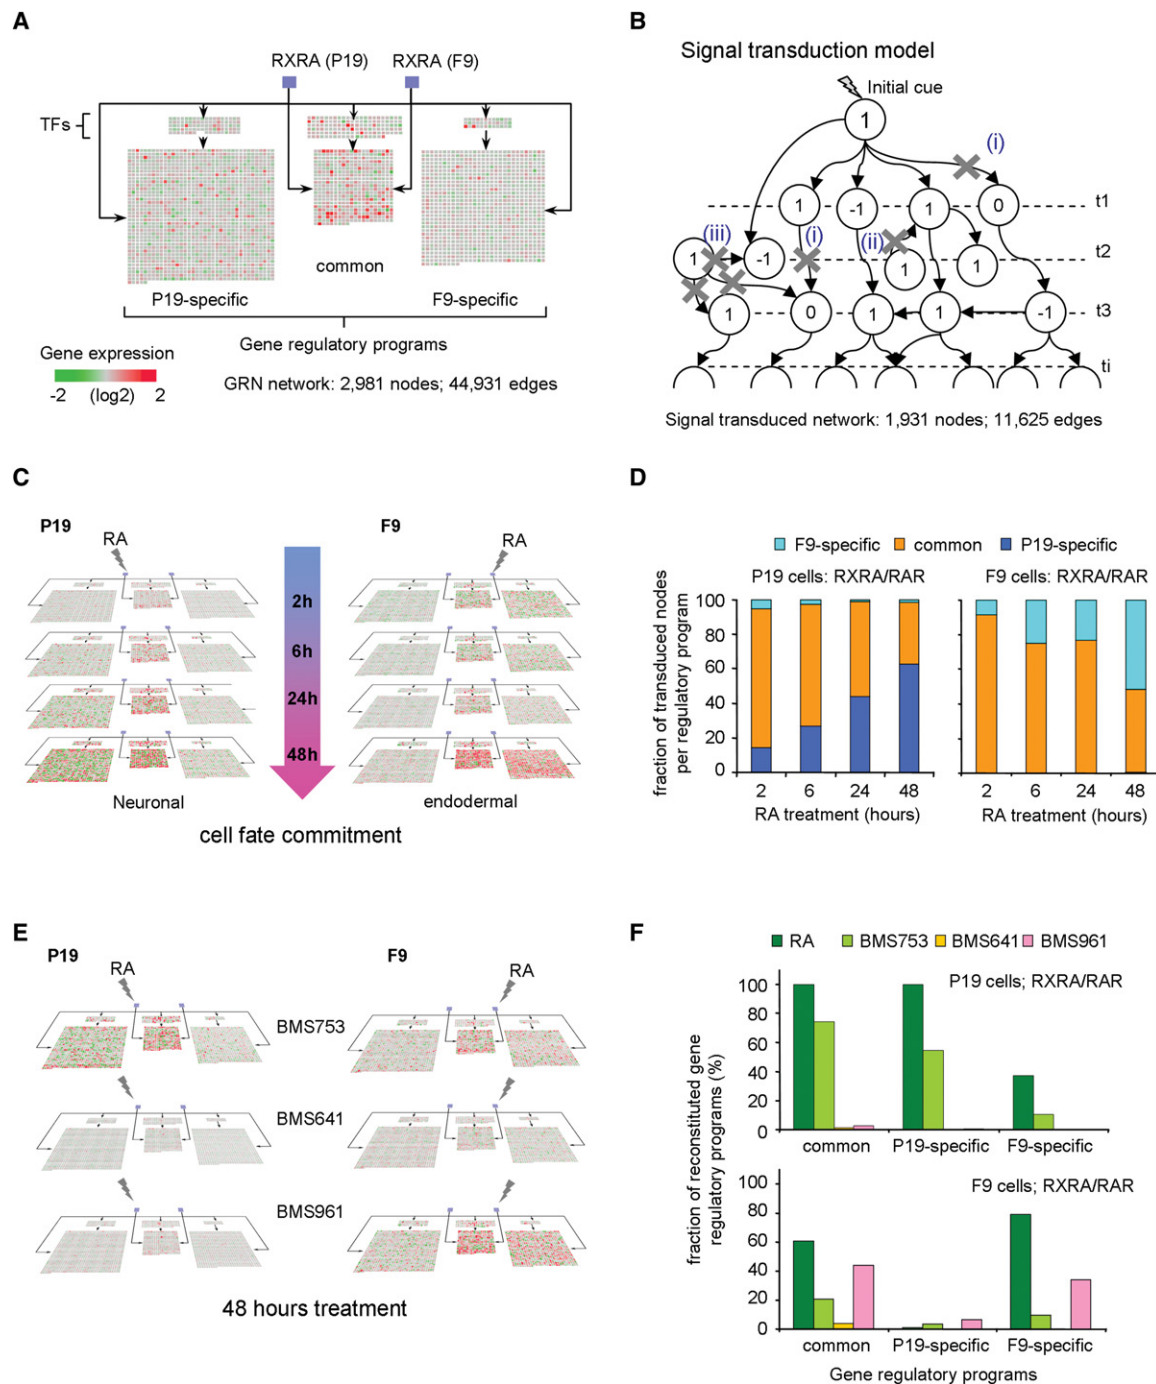 A
RXRA (P19)
RXRA (F9)
TFs
common
P19-specific
F9-specific
Gene regulatory programs
Gene expression
-2
(log2)
2
GRN network: 2,981 nodes; 44,931 edges
B
Signal transduction model
Initial cue
1
(i)
1
-1
1
0
t1
(iii)
(i)
(ii)
1
-1
1
1
t2
1
0
1
1
-1
t3
ti
Signal transduced network: 1,931 nodes; 11,625 edges
C
P19
F9
RA
RA
2h
6h
24h
48h
Neuronal
endodermal
cell fate commitment
D
F9-specific
common
P19-specific
P19 cells: RXRA/RAR
F9 cells: RXRA/RAR
fraction of transduced nodes
per regulatory program
100
80
60
40
20
0
2 6 24 48
2 6 24 48
RA treatment (hours)
RA treatment (hours)
E
P19
F9
RA
RA
BMS753
BMS641
BMS961
48 hours treatment
F
RA
BMS753
BMS641
BMS961
fraction of reconstituted gene
regulatory programs (%)
P19 cells; RXRA/RAR
100
80
60
40
20
0
common
P19-specific
F9-specific
F9 cells; RXRA/RAR
100
80
60
40
20
0
common
P19-specific
F9-specific
Gene regulatory programs